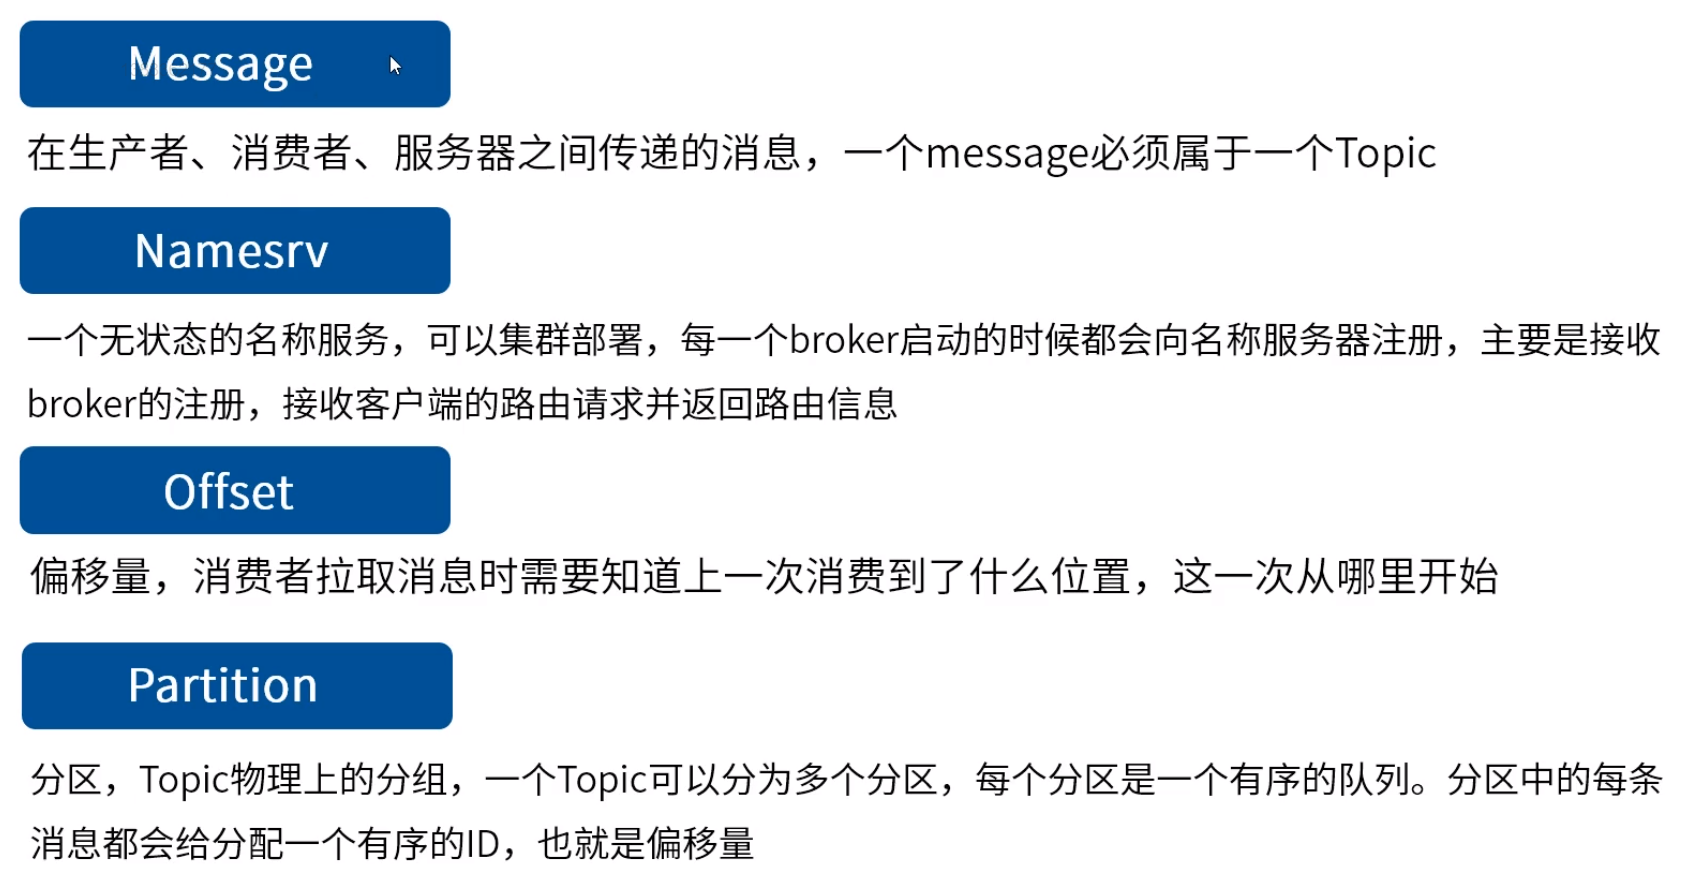 Message
在生产者、消费者、服务器之间传递的消息，一个message必须属于一个Topic
Namesrv
一个无状态的名称服务，可以集群部署，每一个broker启动的时候都会向名称服务器注册，主要是接收
broker的注册，接收客户端的路由请求并返回路由信息
Offset
偏移量，消费者拉取消息时需要知道上一次消费到了什么位置，这一次从哪里开始
Partition
分区，Topic物理上的分组，一个Topic可以分为多个分区，每个分区是一个有序的队列。分区中的每条
消息都会给分配一个有序的ID，也就是偏移量